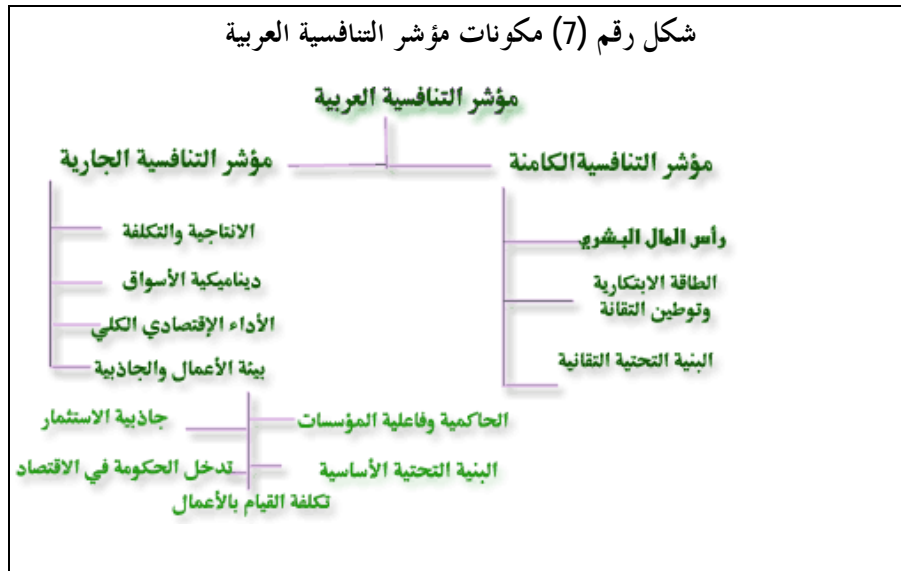 شكل رقم (7) مكونات مؤشر التنافسية العربية
مؤشر التنافسية العربية
مؤشر التنافسيةالكامنة
رأس المال البشري
الطاقة الابتكارية
وتوطين التقانة
البنية التحتية التقانية
مؤشر التنافسية الجارية
الانتاجية والتكلفة
ديناميكية الأسواق
الأداء الإقتصادي الكلي
بيئة الأعمال والجاذبية
الحاكمية وفاعلية المؤسسات
جاذبية الاستثمار
البنية التحتية الأساسية
تدخل الحكومة في الاقتصاد
تكلفة القيام بالأعمال